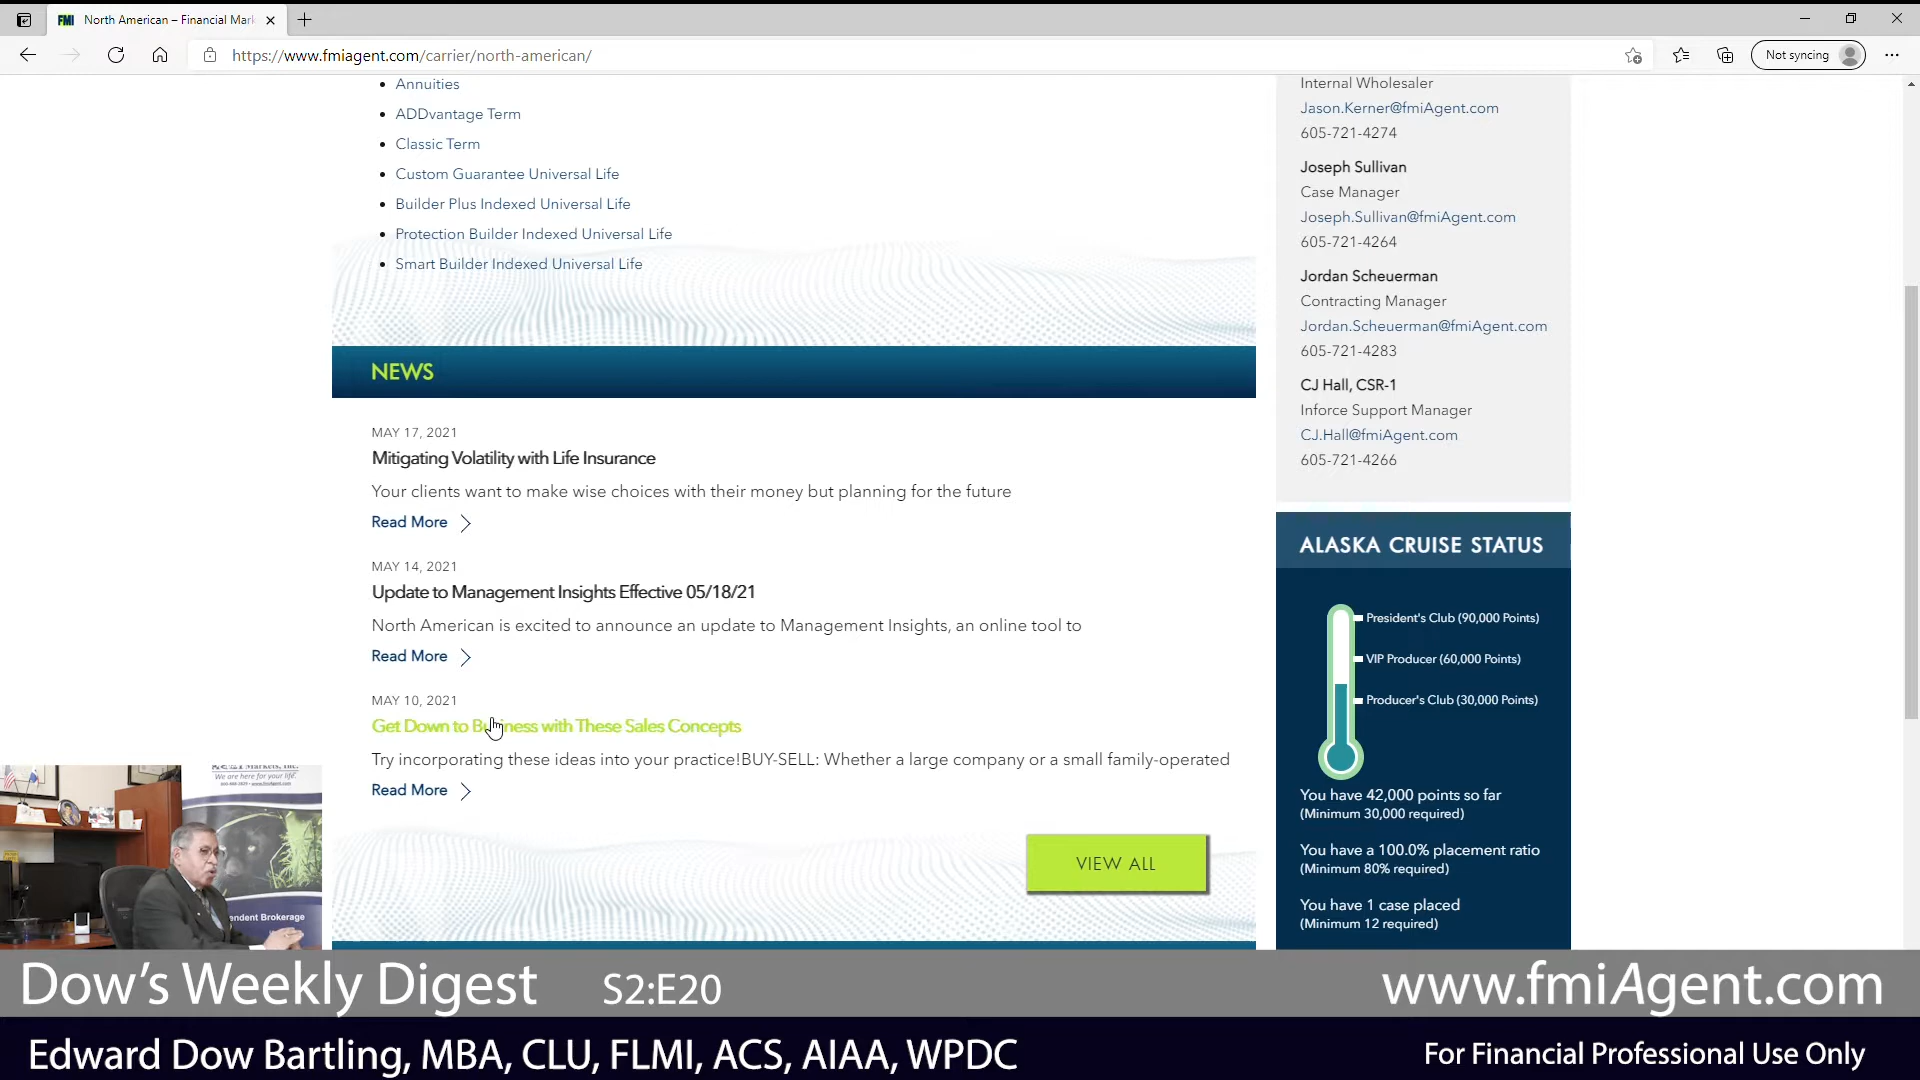 FMI North American – Financial Mark
https://www.fmiagent.com/carrier/north-american/
Not syncing
Annuities
ADDvantage Term
Classic Term
Custom Guarantee Universal Life
Builder Plus Indexed Universal Life
Protection Builder Indexed Universal Life
Smart Builder Indexed Universal Life
NEWS
MAY 17, 2021
Mitigating Volatility with Life Insurance
Your clients want to make wise choices with their money but planning for the future
Read More
MAY 14, 2021
Update to Management Insights Effective 05/18/21
North American is excited to announce an update to Management Insights, an online tool to
Read More
MAY 10, 2021
Get Down to Business with These Sales Concepts
Try incorporating these ideas into your practice!BUY-SELL: Whether a large company or a small family-operated
Read More
VIEW ALL
Internal Wholesaler
Jason.Kerner@fmiAgent.com
605-721-4274
Joseph Sullivan
Case Manager
Joseph.Sullivan@fmiAgent.com
605-721-4264
Jordan Scheuerman
Contracting Manager
Jordan.Scheuerman@fmiAgent.com
605-721-4283
CJ Hall, CSR-1
Inforce Support Manager
CJ.Hall@fmiAgent.com
605-721-4266
ALASKA CRUISE STATUS
President's Club (90,000 Points)
VIP Producer (60,000 Points)
Producer's Club (30,000 Points)
You have 42,000 points so far
(Minimum 30,000 required)
You have a 100.0% placement ratio
(Minimum 80% required)
You have 1 case placed
(Minimum 12 required)
Markets, Inc.
We are here for your life.
endent Brokerage
Dow's Weekly Digest S2:E20
www.fmiAgent.com
Edward Dow Bartling, MBA, CLU, FLMI, ACS, AIAA, WPDC
For Financial Professional Use Only